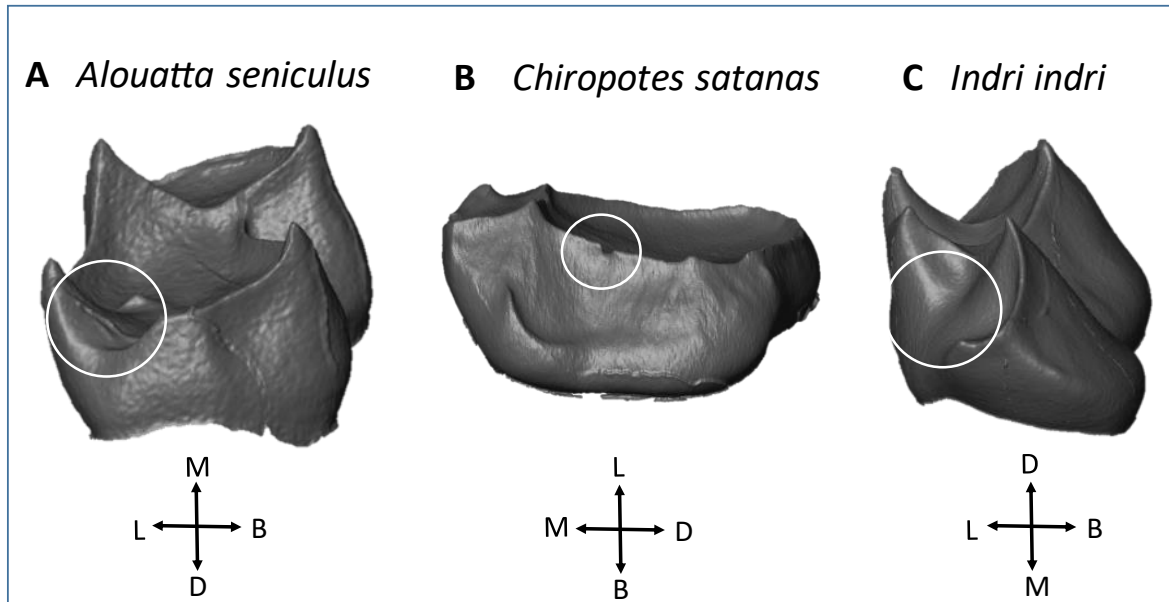 A Alouatta seniculus
B Chiropotes satanas
C Indri indri
M
L B
D
L
M D
B
D
L B
M